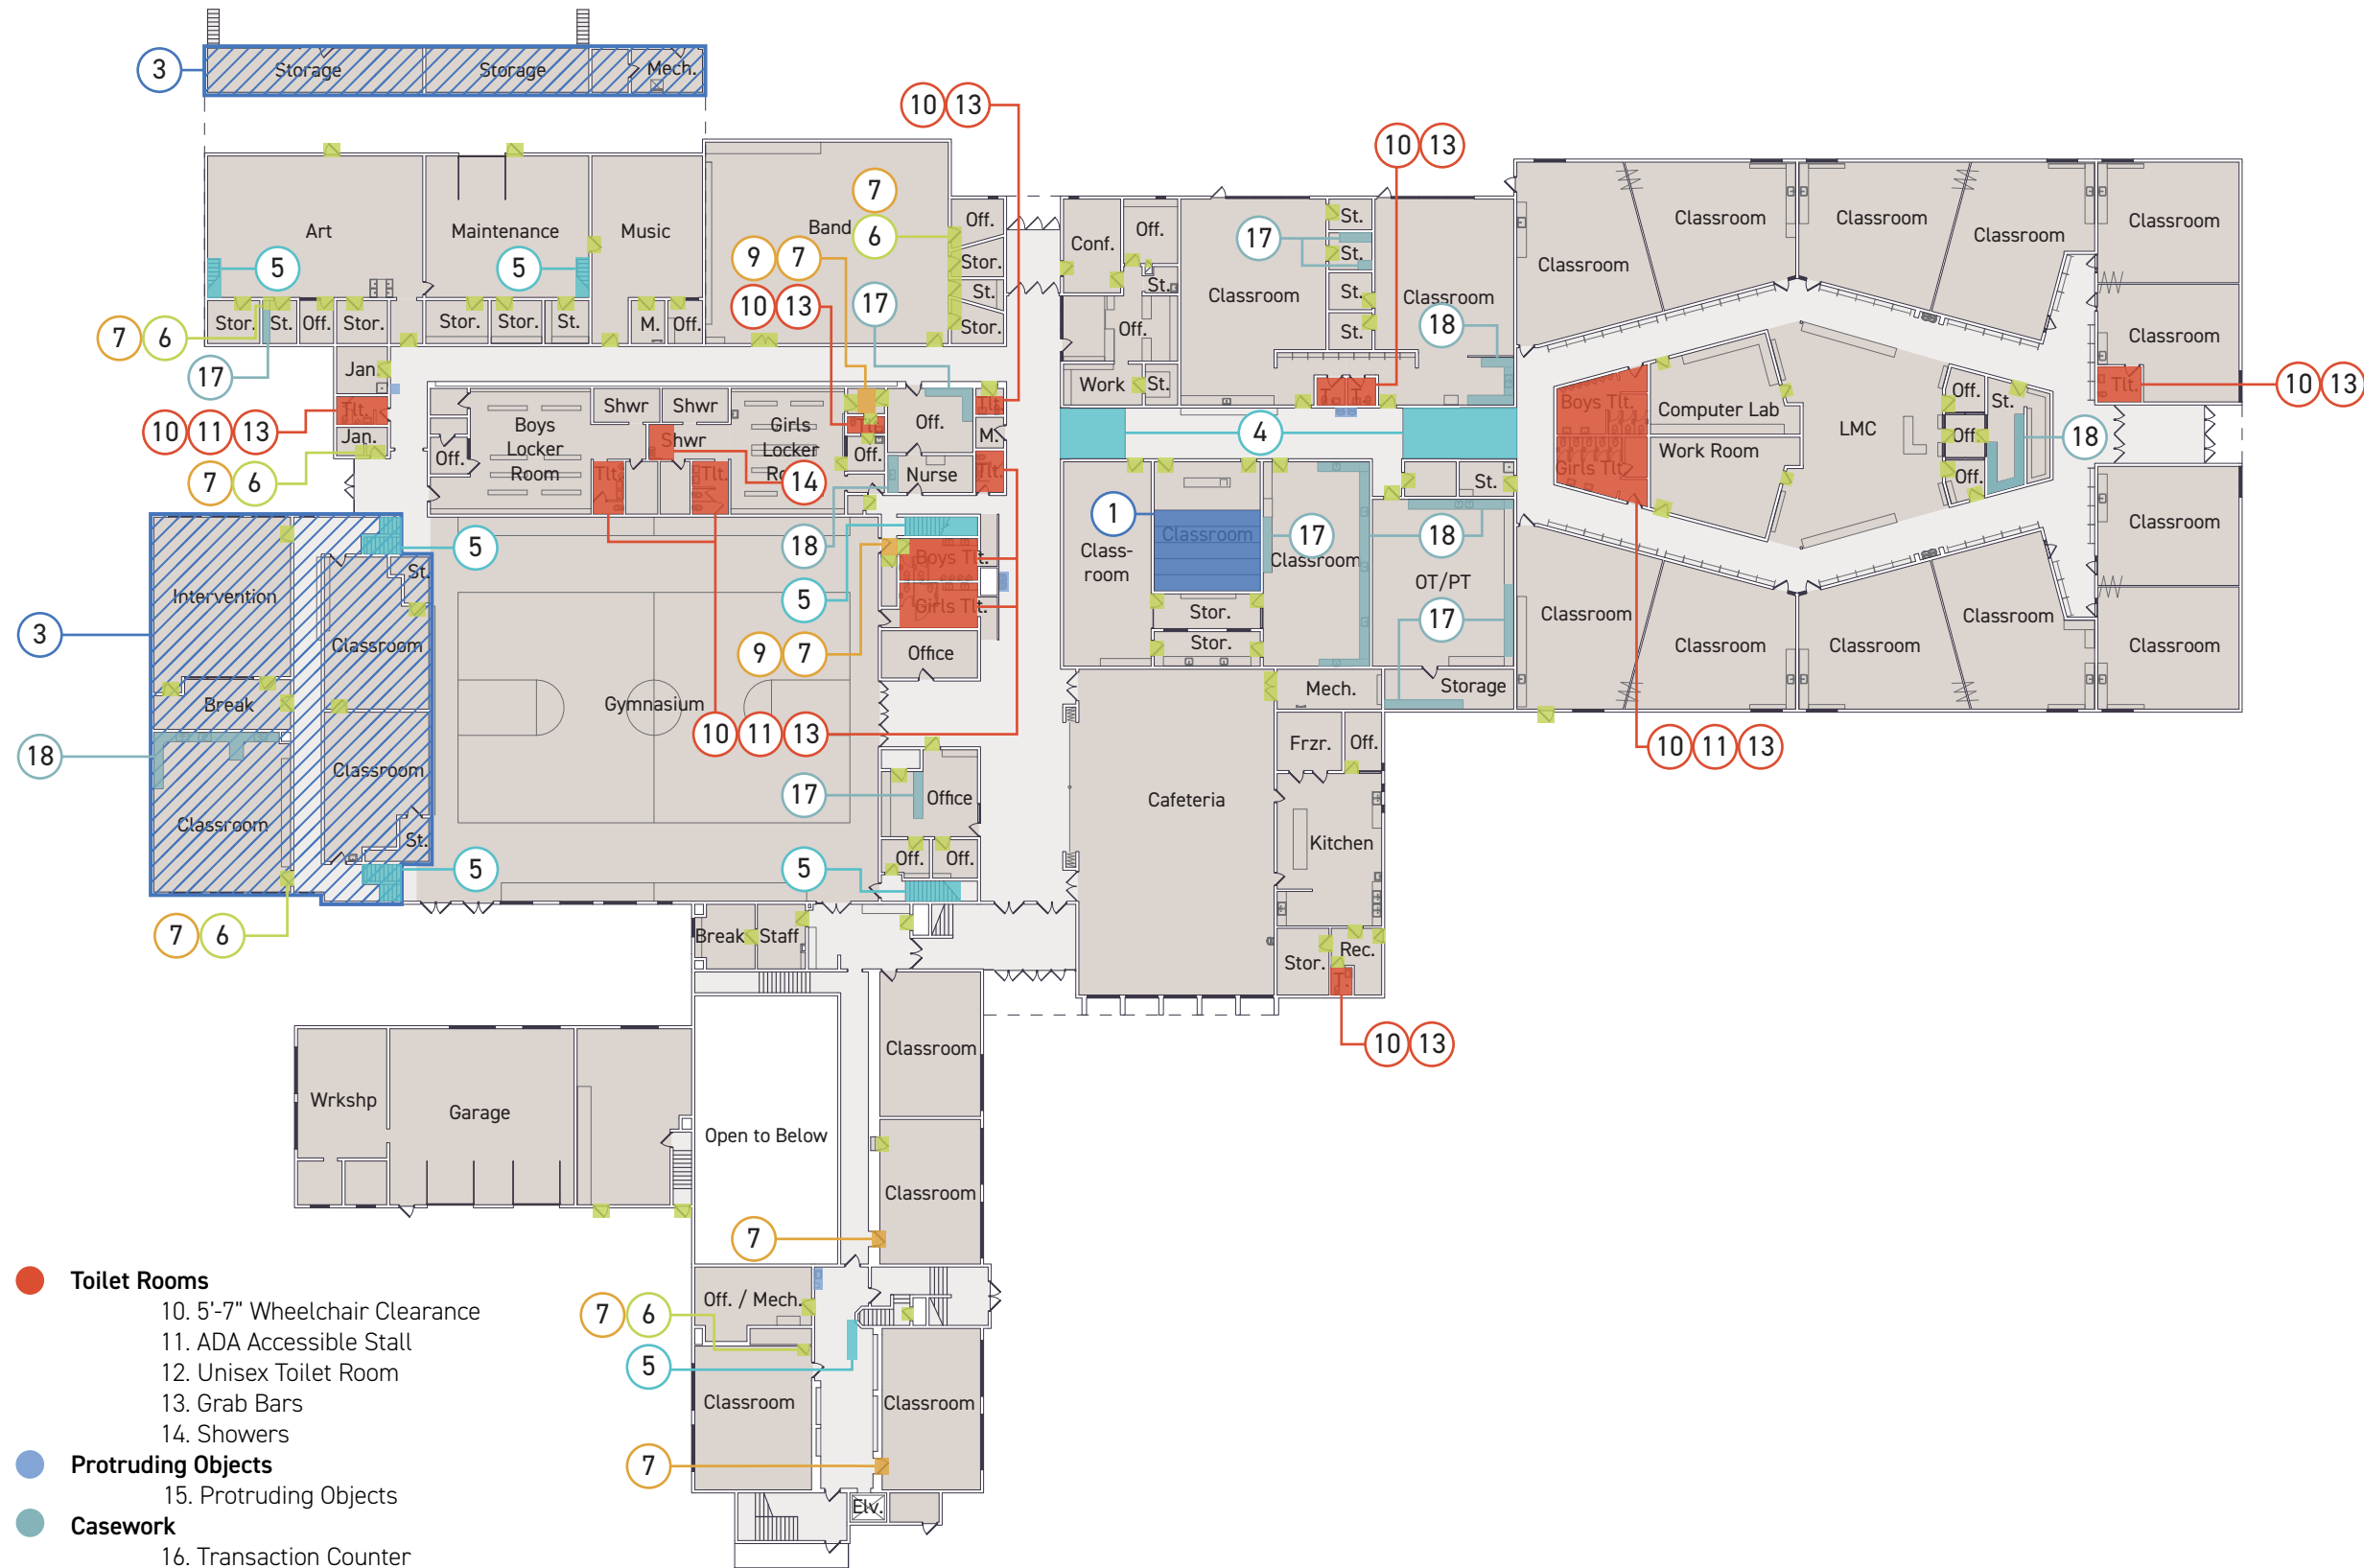 3
Storage
Storage
Mech.
10 13
10 13
7
6
Art
Maintenance
Music
Band
Off.
Stor.
St.
Stor.
5
5
9 7
10 13
17
7 6
17
Stor.
St.
Off.
Stor.
Stor.
Stor.
St.
M.
Off.
Conf.
Off.
St.
Off.
Work
St.
17
Classroom
St.
St.
St.
St.
Classroom
18
Classroom
Classroom
Classroom
Classroom
Classroom
Classroom
Jan.
Tlt.
Jan.
10 11 13
7 6
Off.
Boys
Locker
Room
Shwr
Shwr
Shwr
Girls
Locker
Tlt.
Tlt.
14
Tlt.
Off.
Off.
Tlt.
M.
Nurse
Tlt.
4
Boys Tlt.
Girls Tlt.
Computer Lab
Work Room
LMC
Off.
Off.
Off.
St.
Tlt.
10 13
18
1
Class-
room
Classroom
17
Classroom
18
St.
OT/PT
17
Stor.
Stor.
Storage
Classroom
Classroom
Classroom
Classroom
Classroom
Classroom
3
Intervention
5
St.
Classroom
Break
18
Classroom
Classroom
St.
5
7 6
18
5
Boys Tlt.
Girls Tlt.
9 7
Office
Gymnasium
10 11 13
17
Office
Off.
Off.
5
Cafeteria
Mech.
Frzr.
Off.
Kitchen
Stor.
Rec.
T.
10 13
10 11 13
Break
Staff
Wrkshp
Garage
Open to Below
Classroom
Classroom
7
7 6
5
Off. / Mech.
Classroom
Classroom
7
Elv.
Toilet Rooms
10. 5'-7" Wheelchair Clearance
11. ADA Accessible Stall
12. Unisex Toilet Room
13. Grab Bars
14. Showers
Protruding Objects
15. Protruding Objects
Casework
16. Transaction Counter